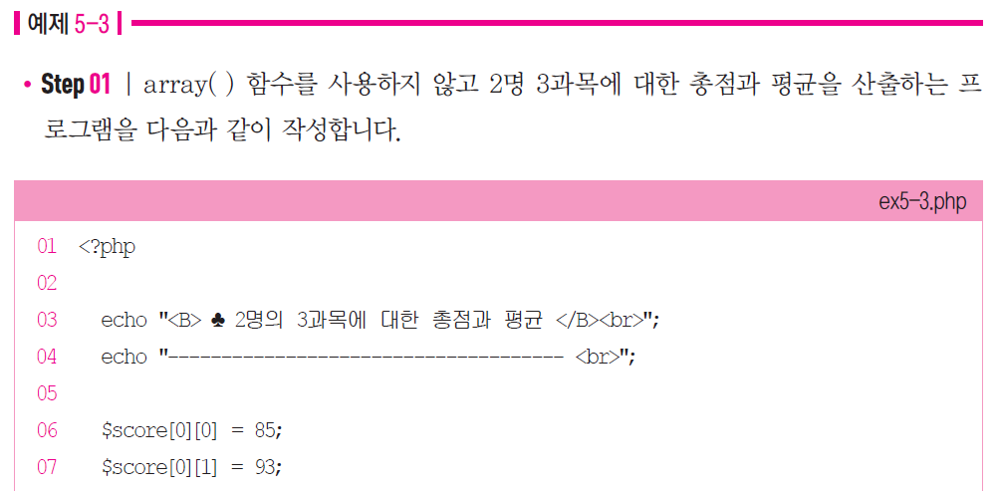 예제 5-3
• Step 01 | array( ) 함수를 사용하지 않고 2명 3과목에 대한 총점과 평균을 산출하는 프
로그램을 다음과 같이 작성합니다.
ex5-3.php
01 <?php
02
03 echo "<B> ♣ 2명의 3과목에 대한 총점과 평균 </B><br>";
04 echo "------------------------------------- <br>";
05
06 $score[0][0] = 85;
07 $score[0][1] = 93;